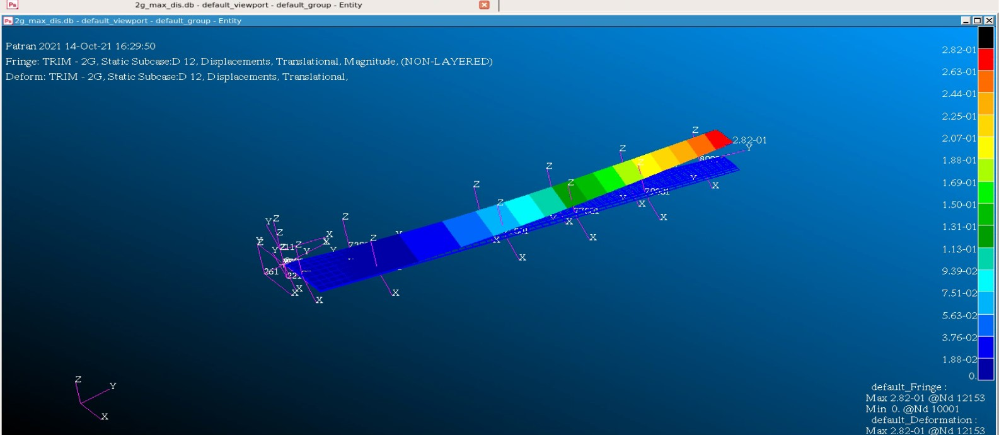 2g_max_dis.db - default_viewport - default_group - Entity
2g_max_dis.db - default_viewport - default_group - Entity
Patran 2021 14-Oct-21 16:29:50
Fringe: TRIM - 2G, Static Subcase:D 12, Displacements, Translational, Magnitude, (NON-LAYERED)
Deform: TRIM - 2G, Static Subcase:D 12, Displacements, Translational,
2.82-01
2.63-01
2.44-01
2.25-01
2.07-01
1.88-01
1.69-01
1.50-01
1.31-01
1.13-01
9.39-02
7.51-02
5.63-02
3.76-02
1.88-02
0.
Z
2.82-01
Y
Z
Z
Z
Z
Y
X
Z
Y
X
X
Z
77001
X
X
Y
Z
Z
X
X
Z
X
Y
Y
Z
X
261
X
X
X
X
Z
Y
X
default_Fringe :
Max 2.82-01 @Nd 12153
Min 0. @Nd 10001
default_Deformation :
Max 2.82-01 @Nd 12153